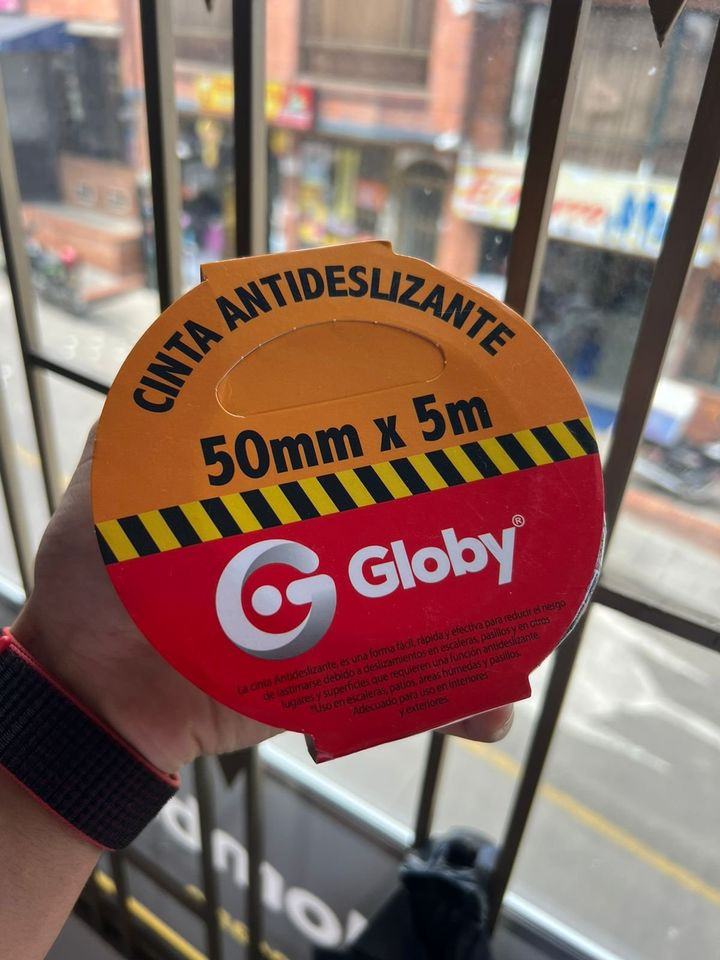 CINTA ANTIDESLIZANTE
50mm x 5m
Globy®
La cinta Antideslizante, es una forma fácil, rápida y efectiva para reducir el riesgo
de lastimarse debido a deslizamientos en escaleras, pasillos y en otros
lugares y superficies que requieren una función antideslizante.
*Uso en escaleras, patios, áreas húmedas y pasillos.
Adecuado para uso en interiores
y exteriores.